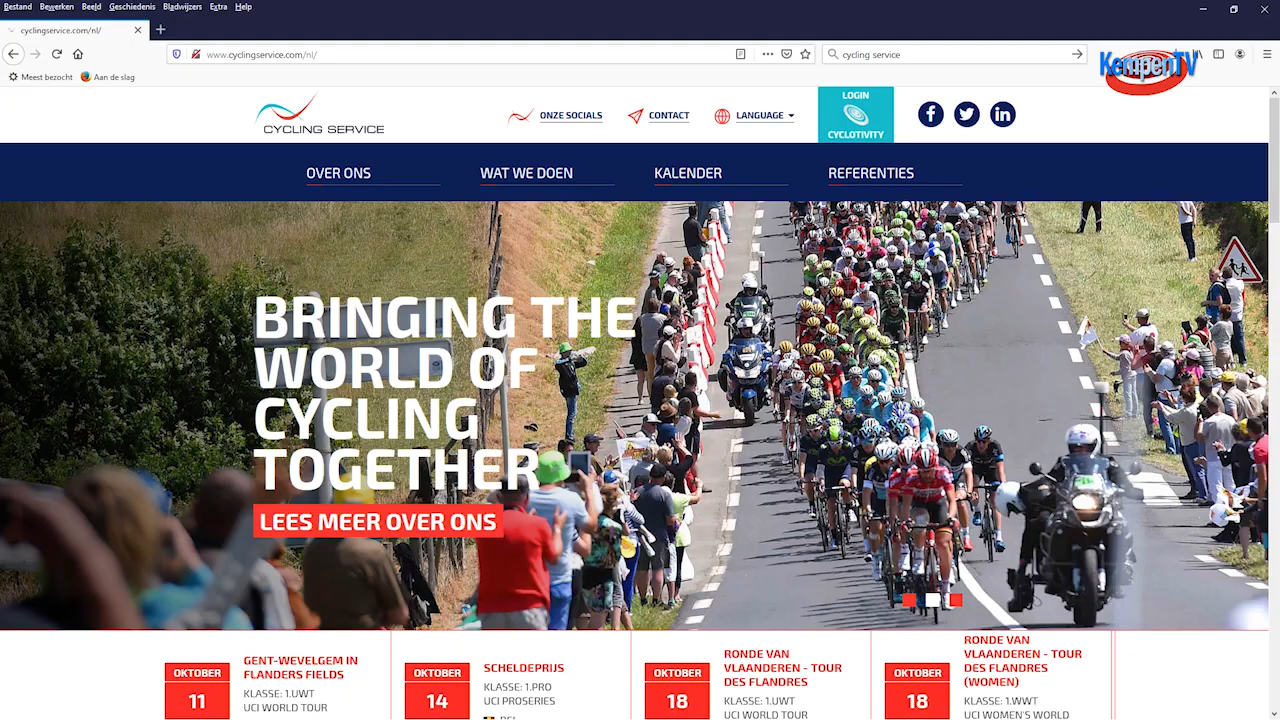 Bestand Bewerken Beeld Geschiedenis Bladwijzers Extra Help
cyclingservice.com/nl/
www.cyclingservice.com/nl/
cycling service
Meest bezocht Aan de slag
KempenTV
CYCLING SERVICE
ONZE SOCIALS
CONTACT
LANGUAGE
LOGIN
CYCLOTIVITY
OVER ONS
WAT WE DOEN
KALENDER
REFERENTIES
BRINGING THE
WORLD OF
CYCLING
TOGETHER
LEES MEER OVER ONS
OKTOBER
11
GENT-WEVELGEM IN
FLANDERS FIELDS
KLASSE: 1.UWT
UCI WORLD TOUR
OKTOBER
14
SCHELDEPRIJS
KLASSE: 1.PRO
UCI PROSERIES
OKTOBER
18
RONDE VAN
VLAANDEREN - TOUR
DES FLANDRES
KLASSE: 1.UWT
UCI WORLD TOUR
OKTOBER
18
RONDE VAN
VLAANDEREN - TOUR
DES FLANDRES
(WOMEN)
KLASSE: 1.WWT
UCI WOMEN'S WORLD